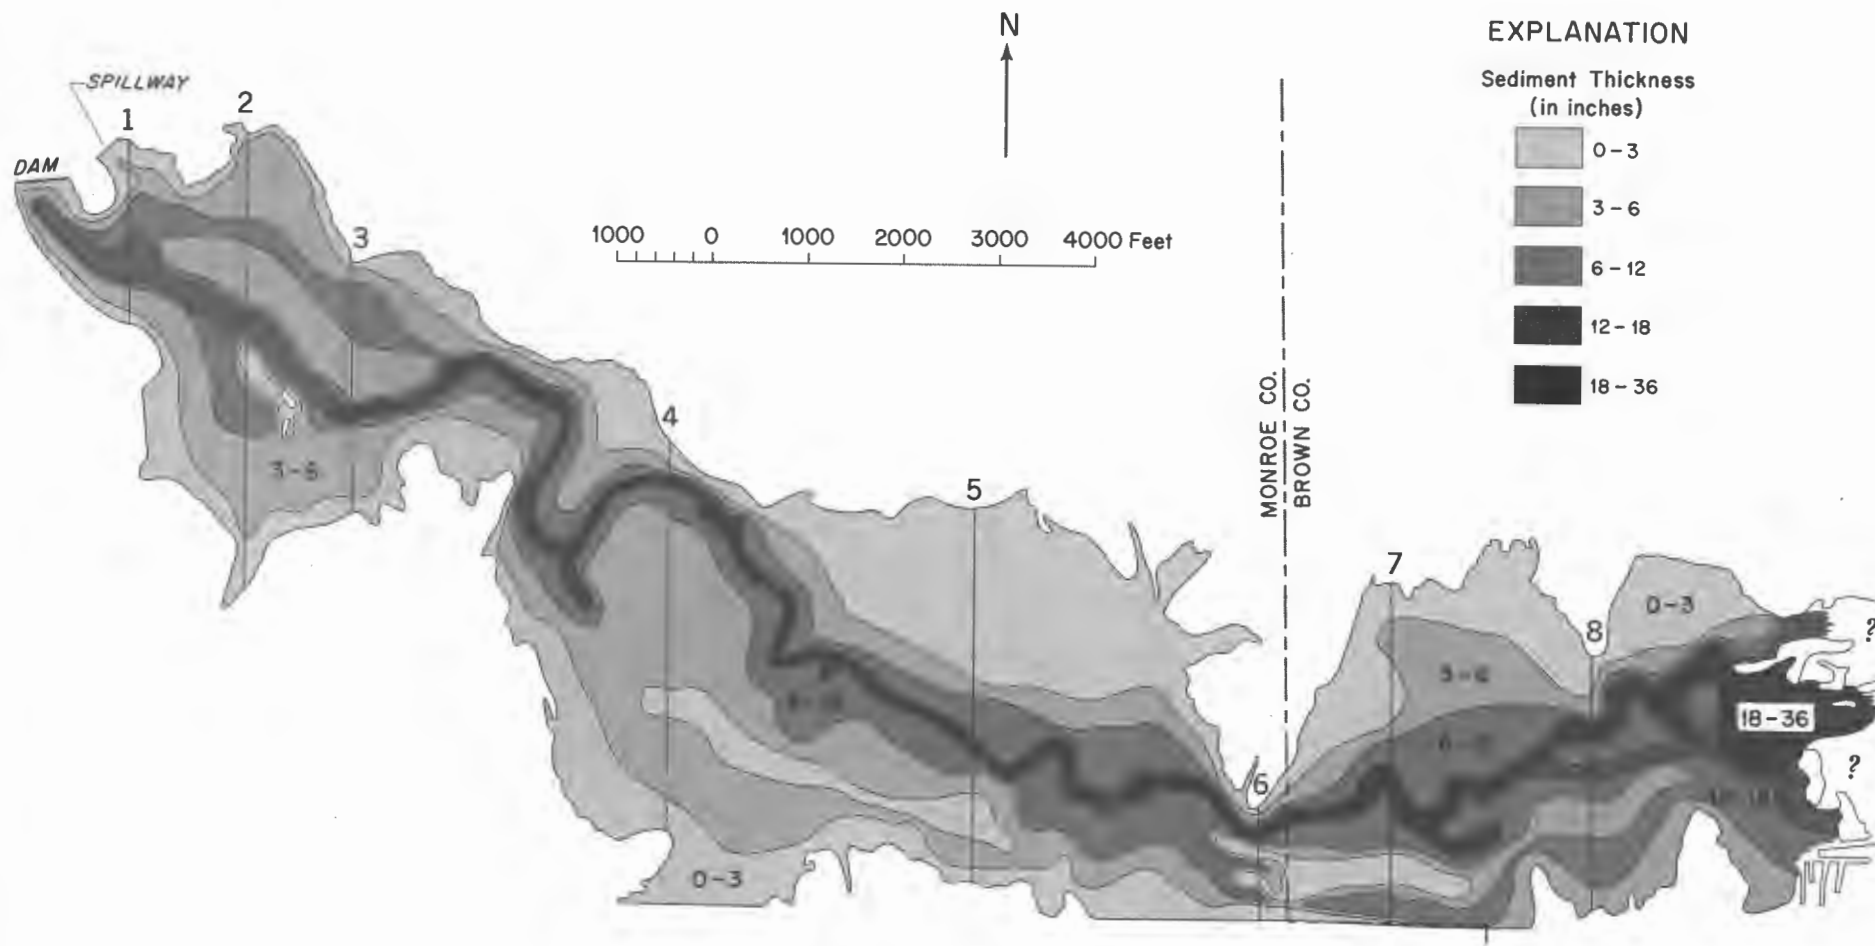 N
EXPLANATION
Sediment Thickness
(in inches)
0-3
3-6
6-12
12-18
18-36
SPILLWAY
DAM
1
2
3
4
5
6
7
8
1000 0 1000 2000 3000 4000 Feet
MONROE CO.
BROWN CO.
3-6
0-3
0-3
3-6
18-36
?
?